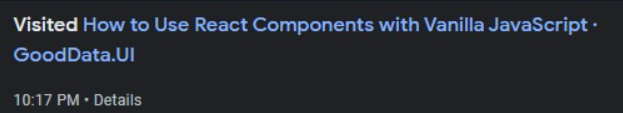 Visited How to Use React Components with Vanilla JavaScript ·
GoodData.UI
10:17 PM • Details